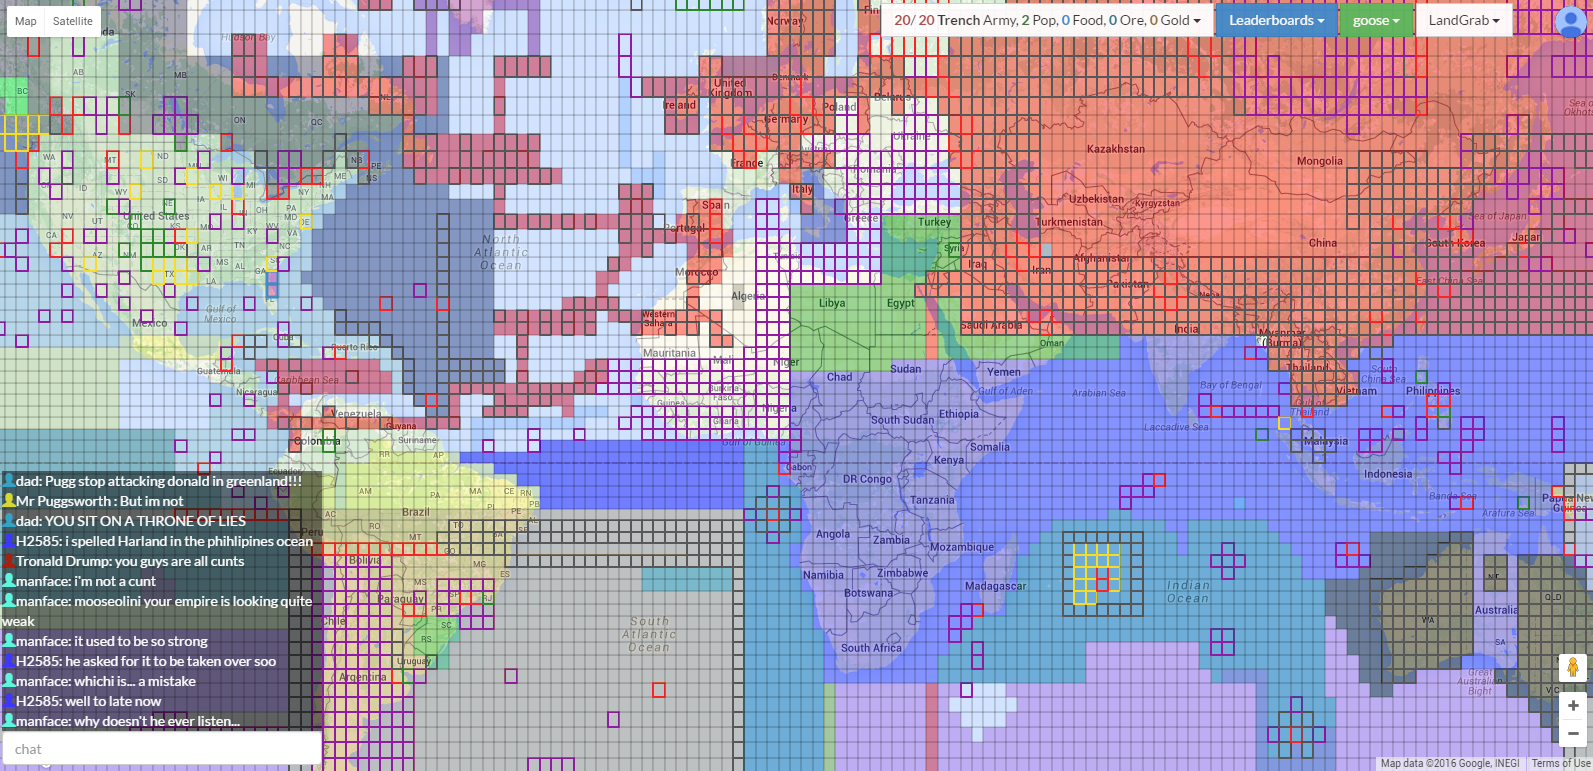 Map Satellite
20/ 20 Trench Army, 2 Pop, 0 Food, 0 Ore, 0 Gold
Leaderboards
goose
LandGrab
Hudson Bay
Norway
AB
MB
BC
SK
ON
QC
NB
PE
NS
United Kingdom
Ireland
Denmark
Poland
Belarus
Germany
Ukraine
France
Italy
Spain
Portugal
Greece
Turkey
Syria
Iraq
Iran
Kazakhstan
Mongolia
Uzbekistan
Kyrgyzstan
Turkmenistan
Afghanistan
Pakistan
China
South Korea
Japan
Sea of Japan
East China Sea
Sea of Okhotsk
WA
MT
ND
ID
WY
SD
WI
MI
NY
NH
MA
ME
NV
UT
United States
CO
KS
IL
IN
OH
PA
MD
DE
WV
KY
VA
CA
AZ
NM
OK
AR
TN
NC
TX
MS
AL
GA
LA
FL
Gulf of Mexico
Mexico
Cuba
Puerto Rico
Guatemala
Caribbean Sea
Nicaragua
Venezuela
Guyana
Colombia
Suriname
Ecuador
North Atlantic Ocean
Morocco
Algeria
Tunisia
Libya
Egypt
Western Sahara
Mauritania
Mali
Niger
Burkina Faso
Guinea
Ghana
Nigeria
Gulf of Guinea
Gabon
Chad
Sudan
South Sudan
Ethiopia
Somalia
Kenya
DR Congo
Tanzania
Angola
Zambia
Mozambique
Namibia
Zimbabwe
Botswana
Madagascar
South Africa
Saudi Arabia
Oman
Yemen
Gulf of Aden
Arabian Sea
India
Nepal
Myanmar (Burma)
Thailand
Vietnam
Gulf of Thailand
South China Sea
Philippines
Bay of Bengal
Laccadive Sea
Malaysia
Indonesia
Banda Sea
Arafura Sea
Papua New Guinea
Indian Ocean
Australia
WA
NT
QLD
SA
VIC
Great Australian Bight
RR
AP
AM
PA
MA
CE
RN
PB
PI
PE
AL
AC
RO
TO
MT
Brazil
GO
MG
ES
MS
SP
RJ
PR
SC
RS
Peru
Bolivia
Paraguay
Chile
Uruguay
Argentina
South Atlantic Ocean
dad: Pugg stop attacking donald in greenland!!!
Mr Puggsworth : But im not
dad: YOU SIT ON A THRONE OF LIES
H2585: i spelled Harland in the phihlipines ocean
Tronald Drump: you guys are all cunts
manface: i'm not a cunt
manface: mooseolini your empire is looking quite
weak
manface: it used to be so strong
H2585: he asked for it to be taken over soo
manface: whichi is... a mistake
H2585: well to late now
manface: why doesn't he ever listen...
chat
+
−
Map data ©2016 Google, INEGI Terms of Use